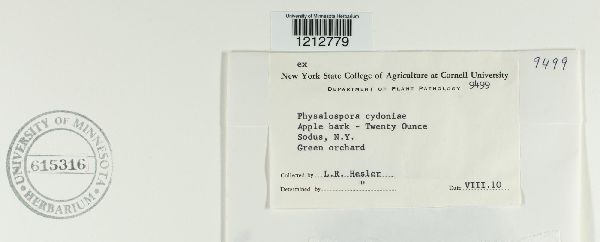 University of Minnesota Herbarium
1212779
9499
ex
New York State College of Agriculture at Cornell University
DEPARTMENT OF PLANT PATHOLOGY 9499
Physalospora cydoniae
Apple bark - Twenty Ounce
Sodus, N.Y.
Green orchard
Collected by L.R. Hesler
Determined by "
Date VIII.10
UNIVERSITY OF MINNESOTA
615316
HERBARIUM